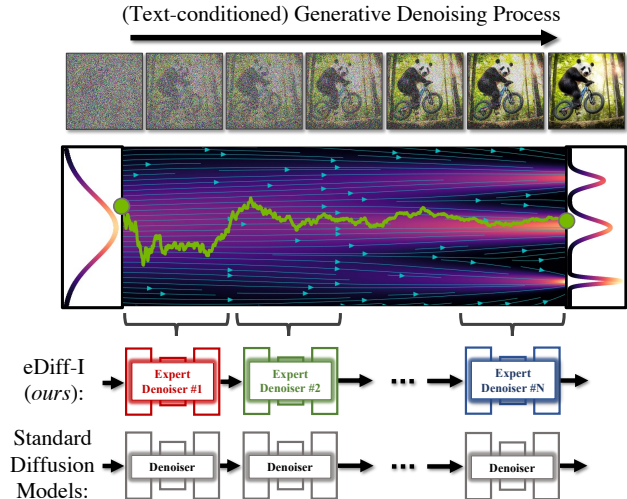 (Text-conditioned) Generative Denoising Process
eDiff-I
(ours):
Expert
Denoiser #1
Expert
Denoiser #2
...
Expert
Denoiser #N
Standard
Diffusion
Models:
Denoiser
Denoiser
...
Denoiser